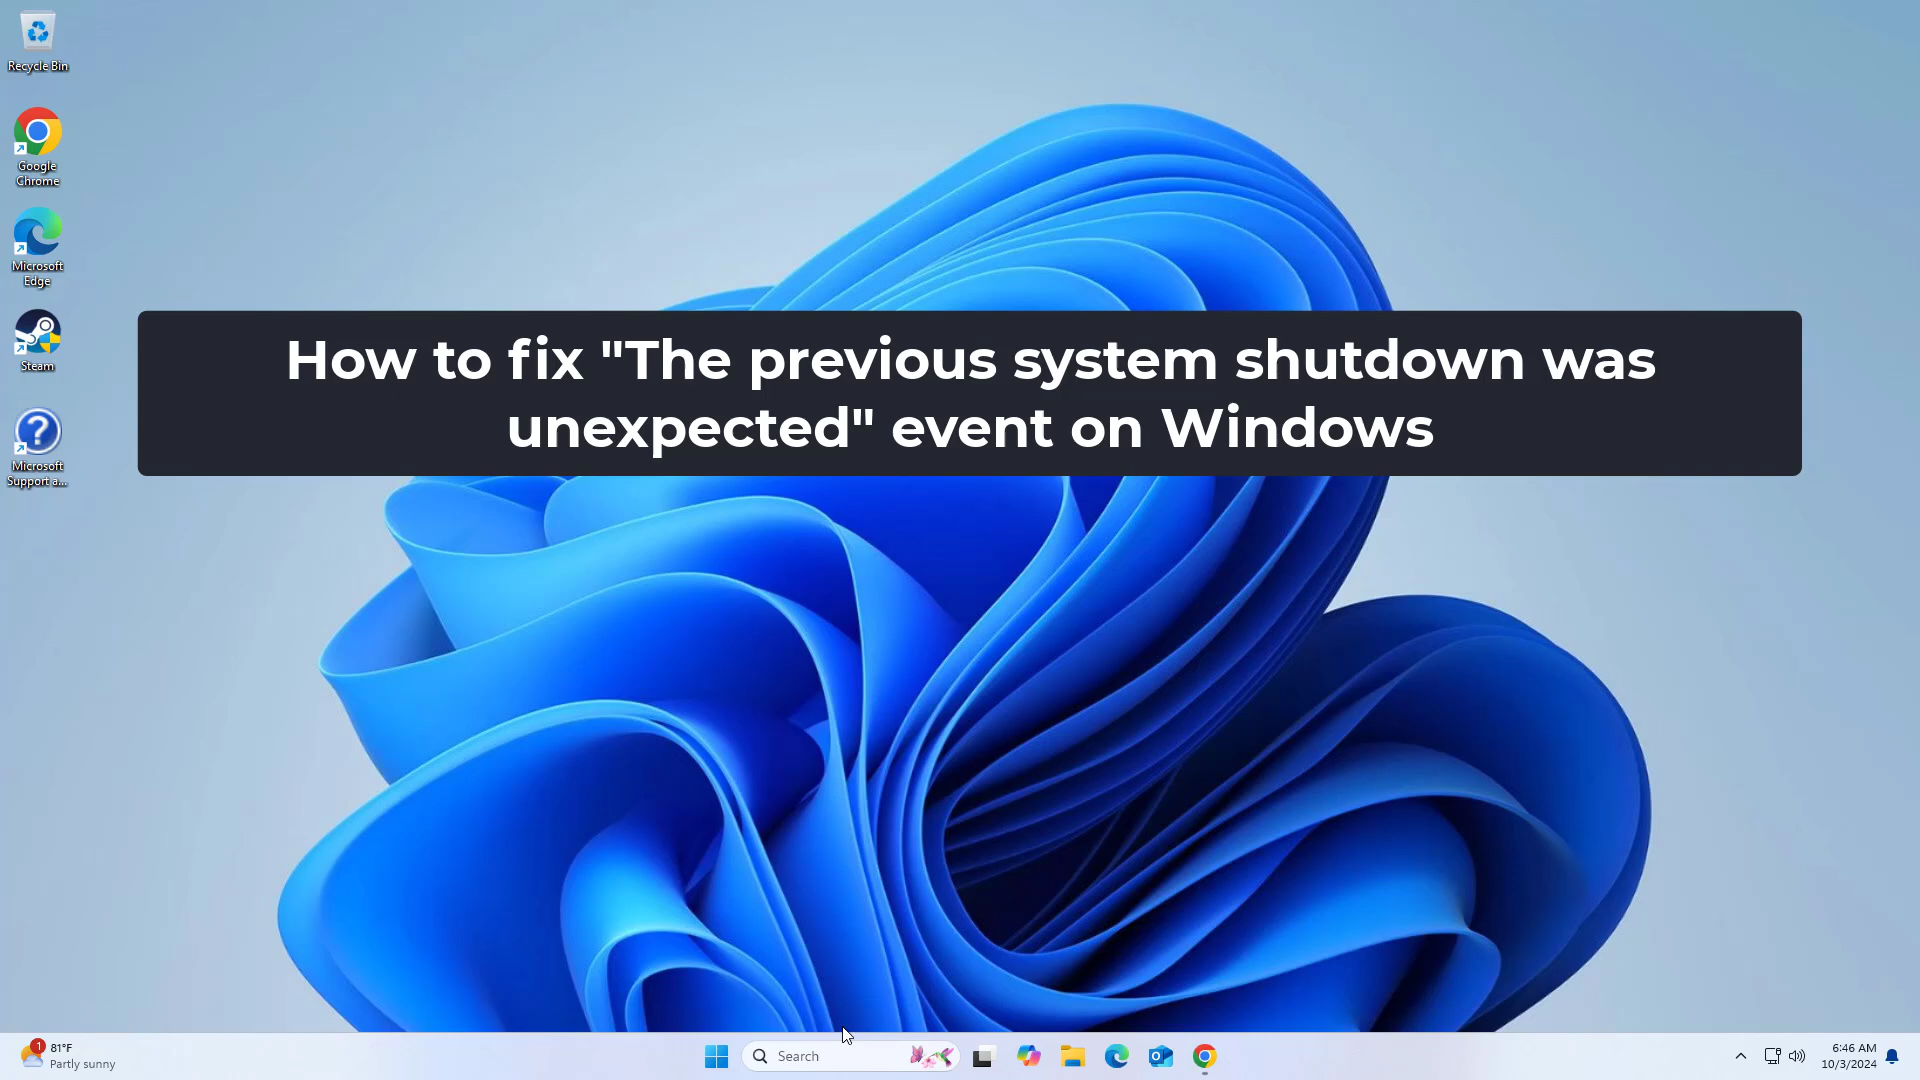 Recycle Bin
Google
Chrome
Microsoft
Edge
Steam
Microsoft
Support a...
How to fix "The previous system shutdown was
unexpected" event on Windows
1
81°F
Partly sunny
Search
6:46 AM
10/3/2024